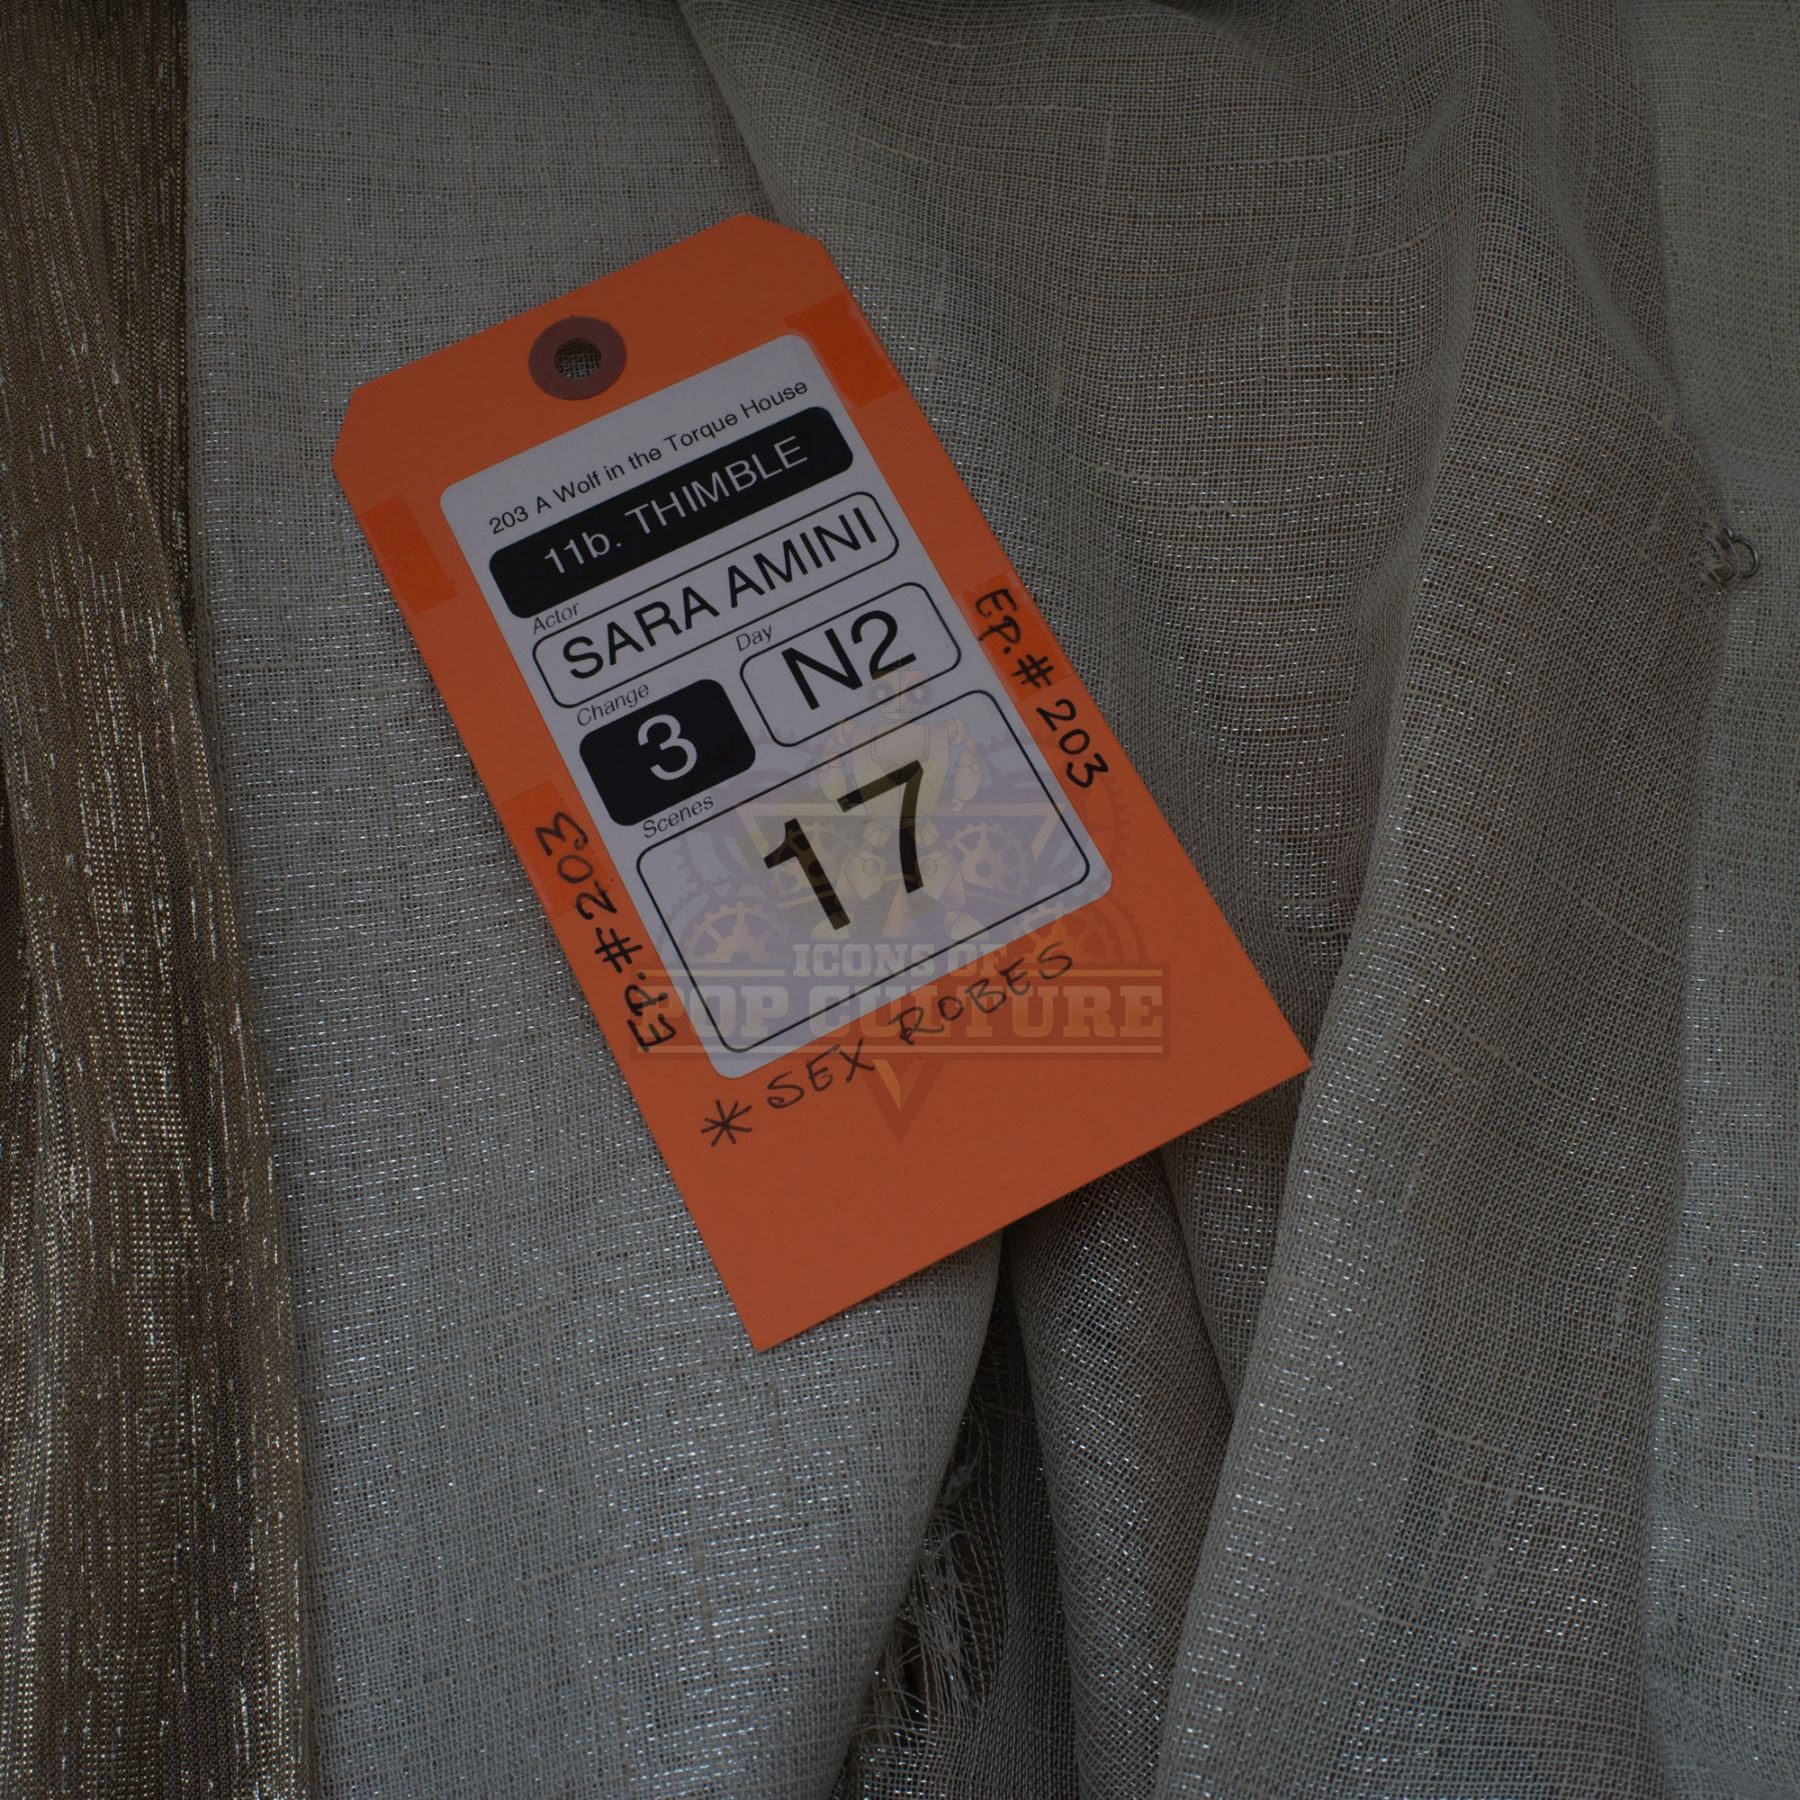 203 A Wolf in the Torque House
11b. THIMBLE
Actor
SARA AMINI
Change
3
Day
N2
Scenes
17
EP. # 203
EP. # 203
* SEX ROBES
ICONS OF
POP CULTURE